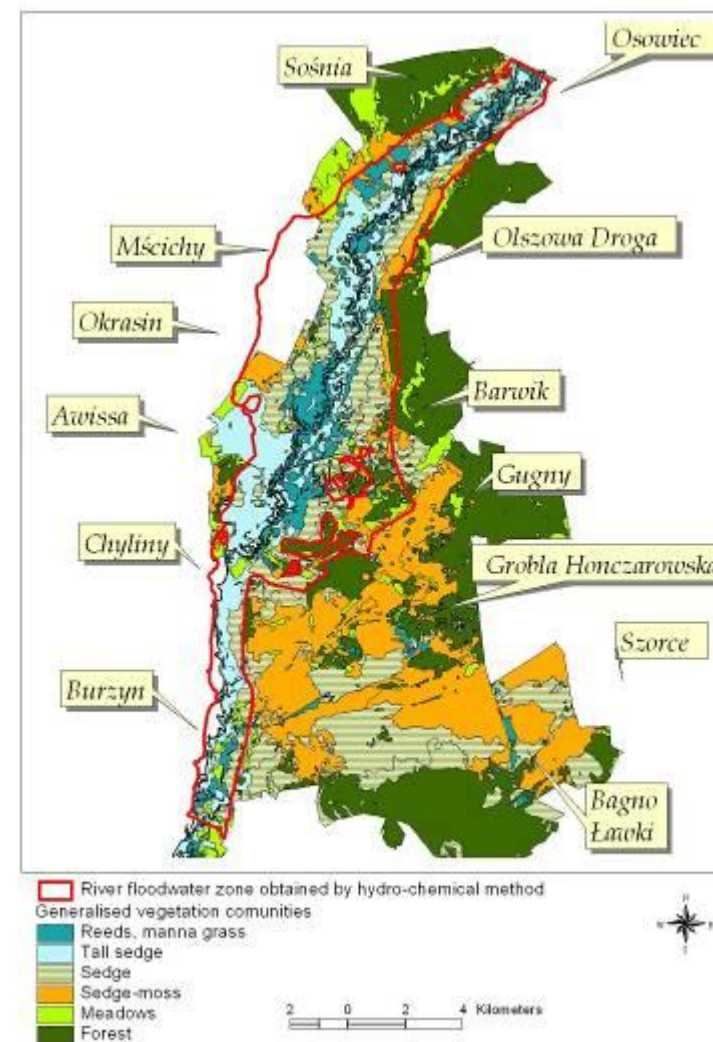 Osowiec
Sośnia
Mścichy
Olszowa Droga
Okrasin
Barwik
Awissa
Gugny
Chyliny
Grobla Honczarowska
Szorce
Burzyn
Bagno
Ławki
River floodwater zone obtained by hydro-chemical method
Generalised vegetation comunities
Reeds, manna grass
Tall sedge
Sedge
Sedge-moss
Meadows
Forest
2 0 2 4 Kilometers